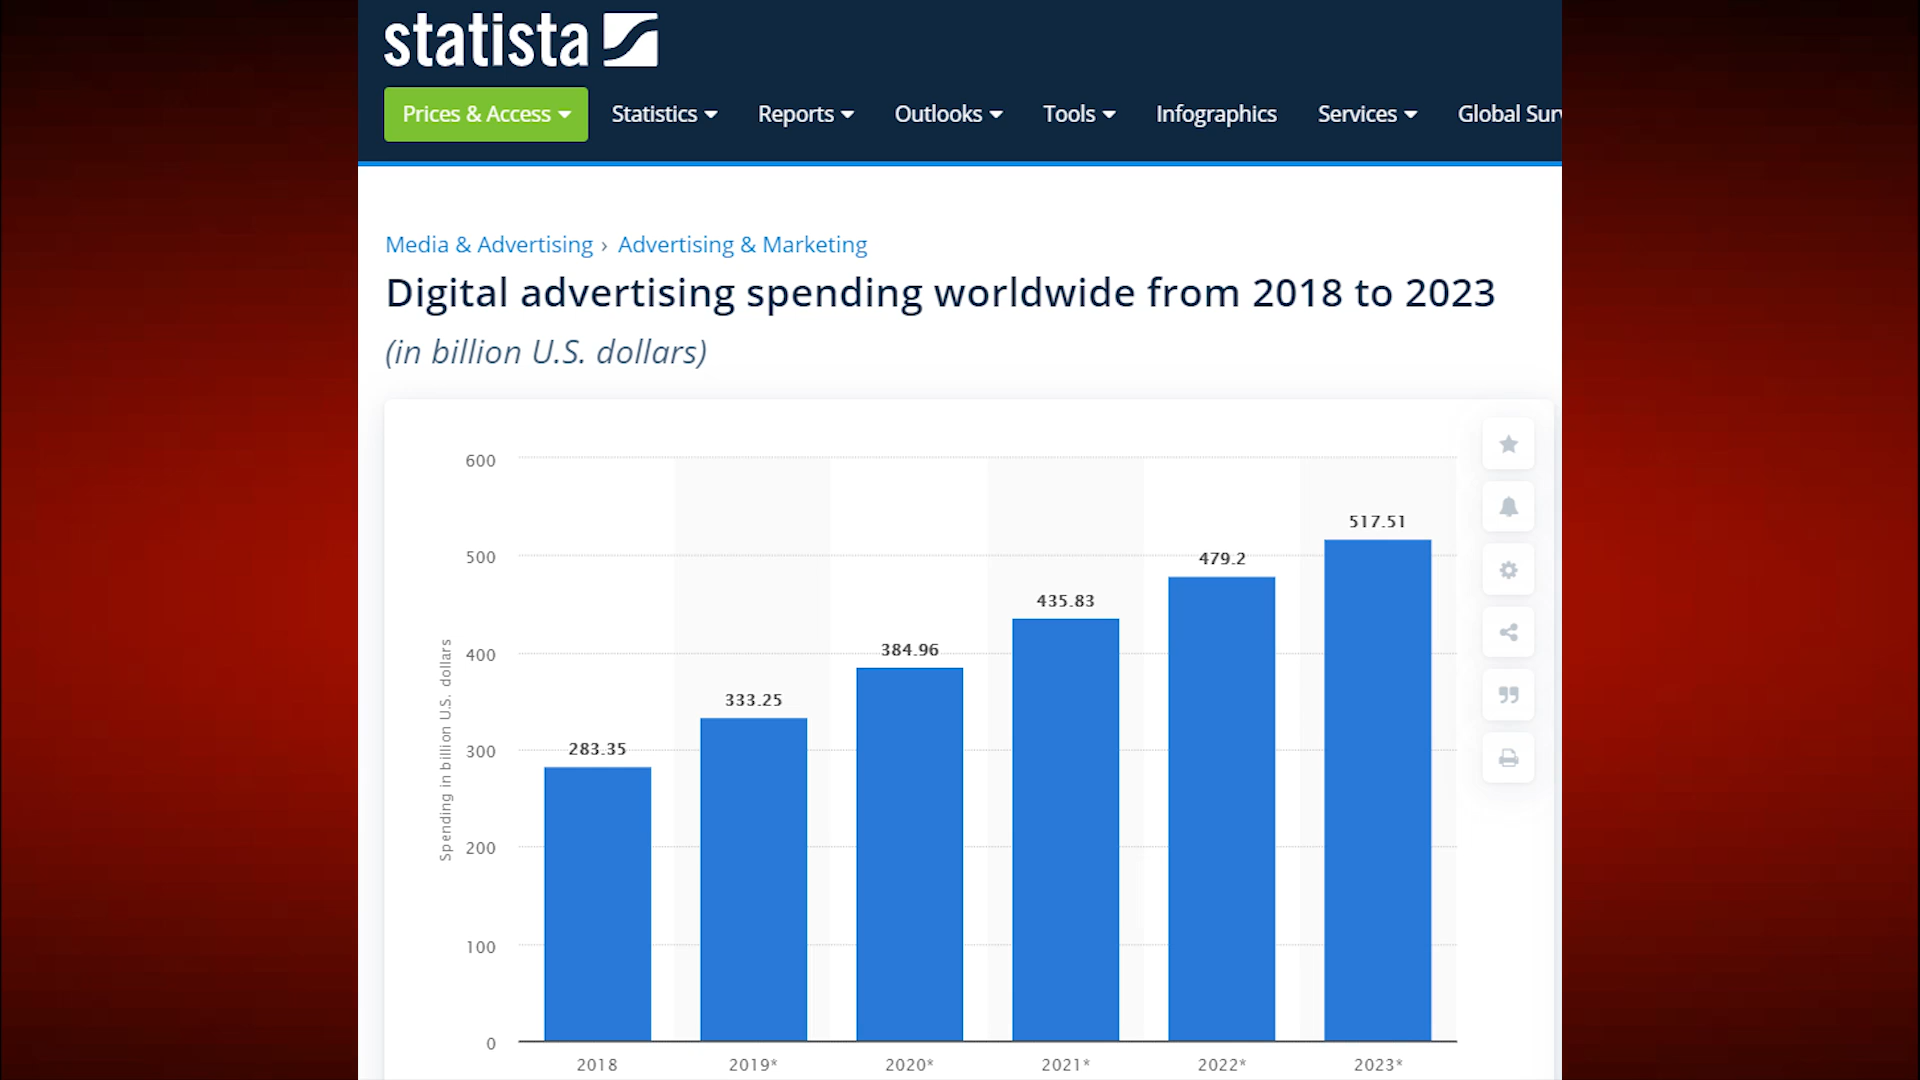 statista
Prices & Access Statistics Reports Outlooks Tools Infographics Services Global Sur
Media & Advertising › Advertising & Marketing
Digital advertising spending worldwide from 2018 to 2023
(in billion U.S. dollars)
Spending in billion U.S. dollars
600
500
400
300
200
100
0
283.35
333.25
384.96
435.83
479.2
517.51
2018 2019* 2020* 2021* 2022* 2023*